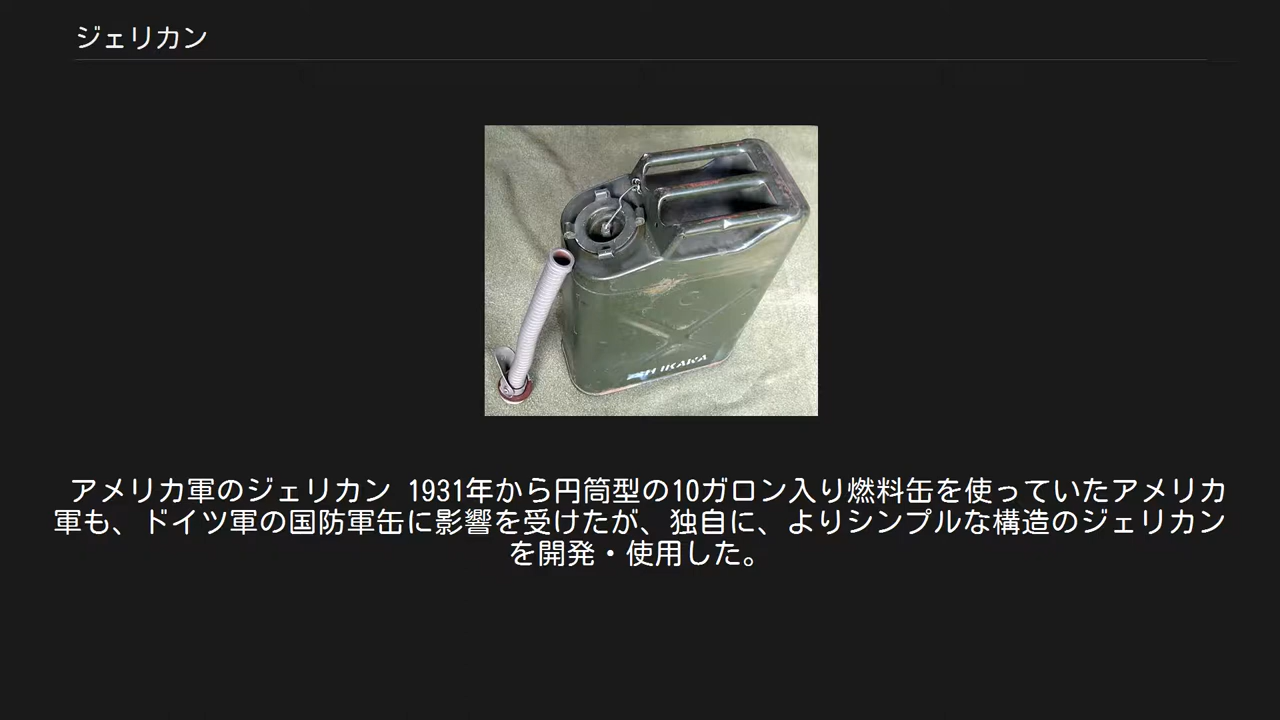 ジェリカン
アメリカ軍のジェリカン 1931年から円筒型の10ガロン入り燃料缶を使っていたアメリカ
軍も、ドイツ軍の国防軍缶に影響を受けたが、独自に、よりシンプルな構造のジェリカン
を開発・使用した。